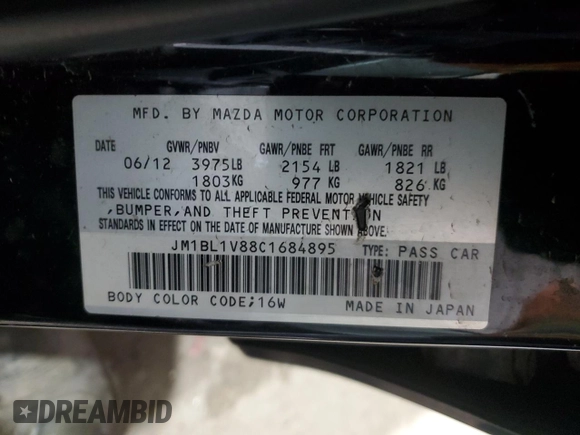 MFD. BY MAZDA MOTOR CORPORATION
DATE GVWR/PNBV GAWR/PNBE FRT GAWR/PNBE RR
06/12 3975LB 2154 LB 1821 LB
1803KG 977 KG 826 KG
THIS VEHICLE CONFORMS TO ALL APPLICABLE FEDERAL MOTOR VEHICLE SAFETY
,BUMPER,AND THEFT PREVENTION
STANDARDS IN EFFECT ON THE DATE OF MANUFACTURE SHOWN ABOVE.
JM1BL1V88C1684895 TYPE: PASS CAR
BODY COLOR CODE;16W MADE IN JAPAN
DREAMBID